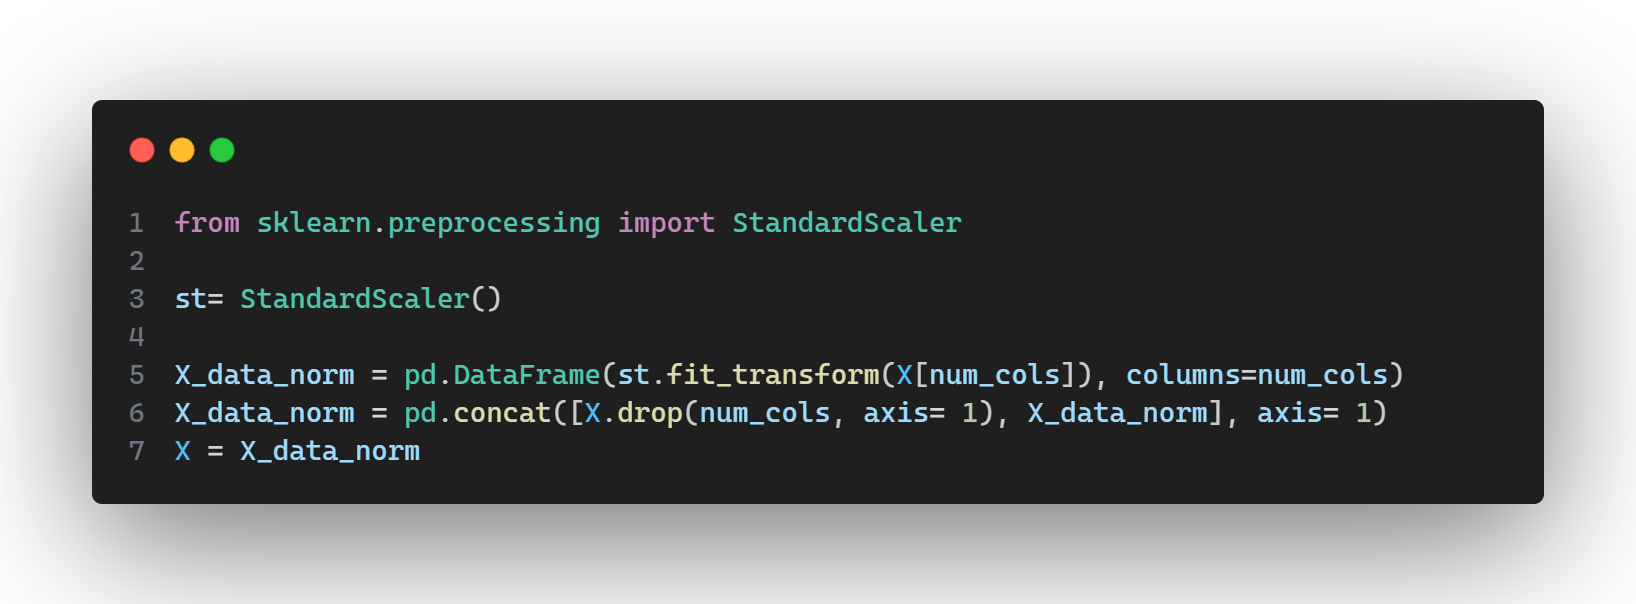 1 from sklearn.preprocessing import StandardScaler
2
3 st= StandardScaler()
4
5 X_data_norm = pd.DataFrame(st.fit_transform(X[num_cols]), columns=num_cols)
6 X_data_norm = pd.concat([X.drop(num_cols, axis= 1), X_data_norm], axis= 1)
7 X = X_data_norm